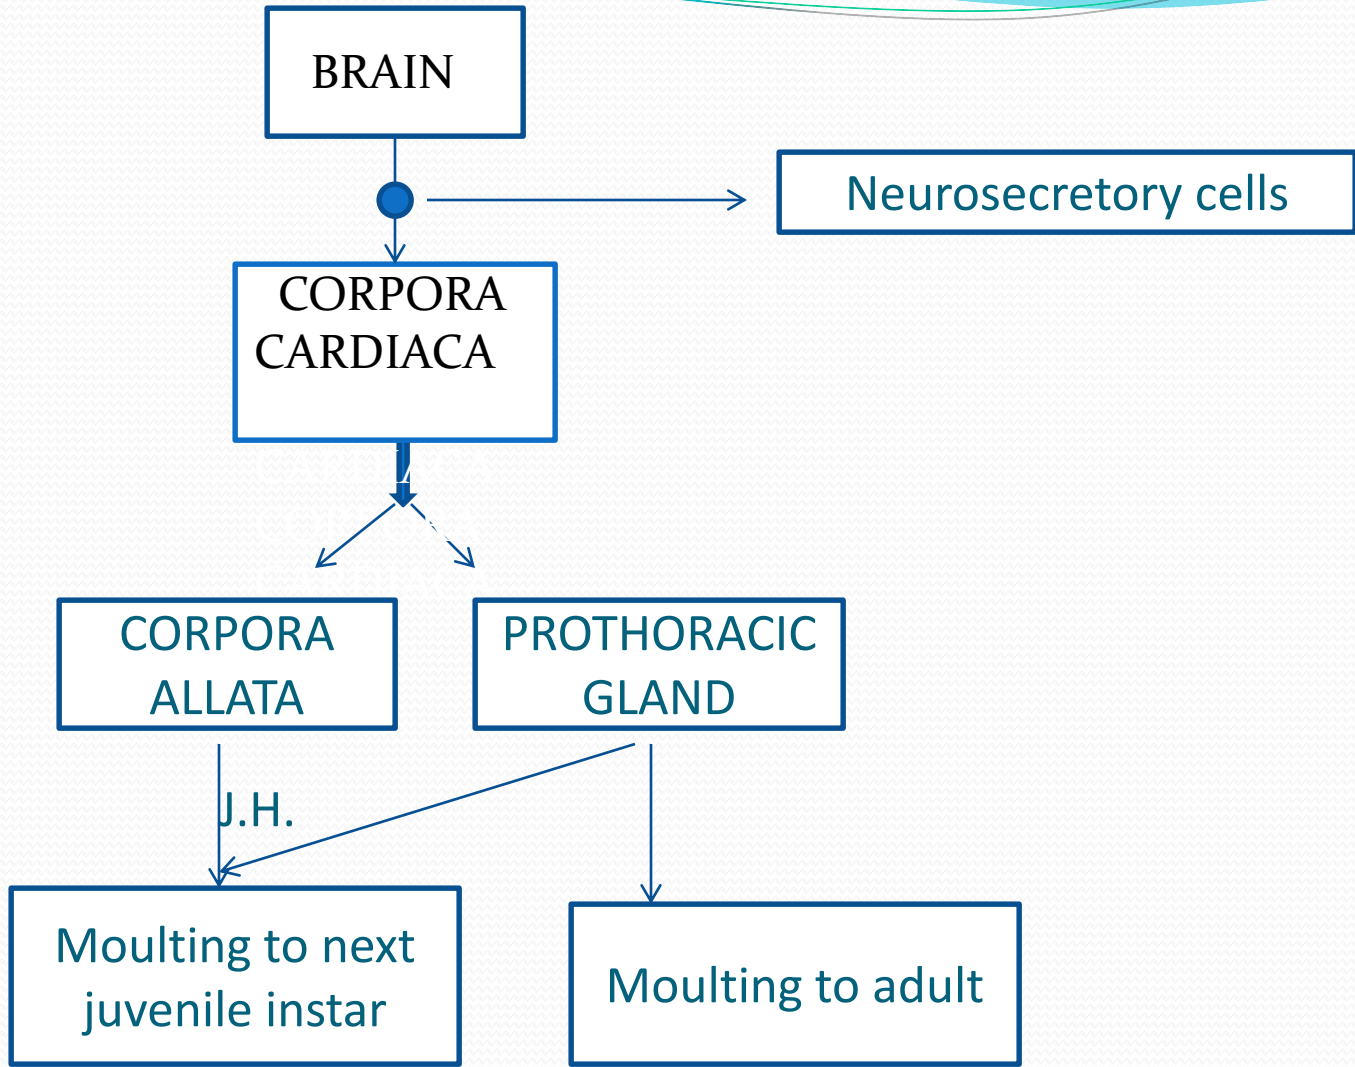 BRAIN
Neurosecretory cells
CORPORA
CARDIACA
CORPORA
ALLATA
PROTHORACIC
GLAND
J.H.
Moulting to next
juvenile instar
Moulting to adult